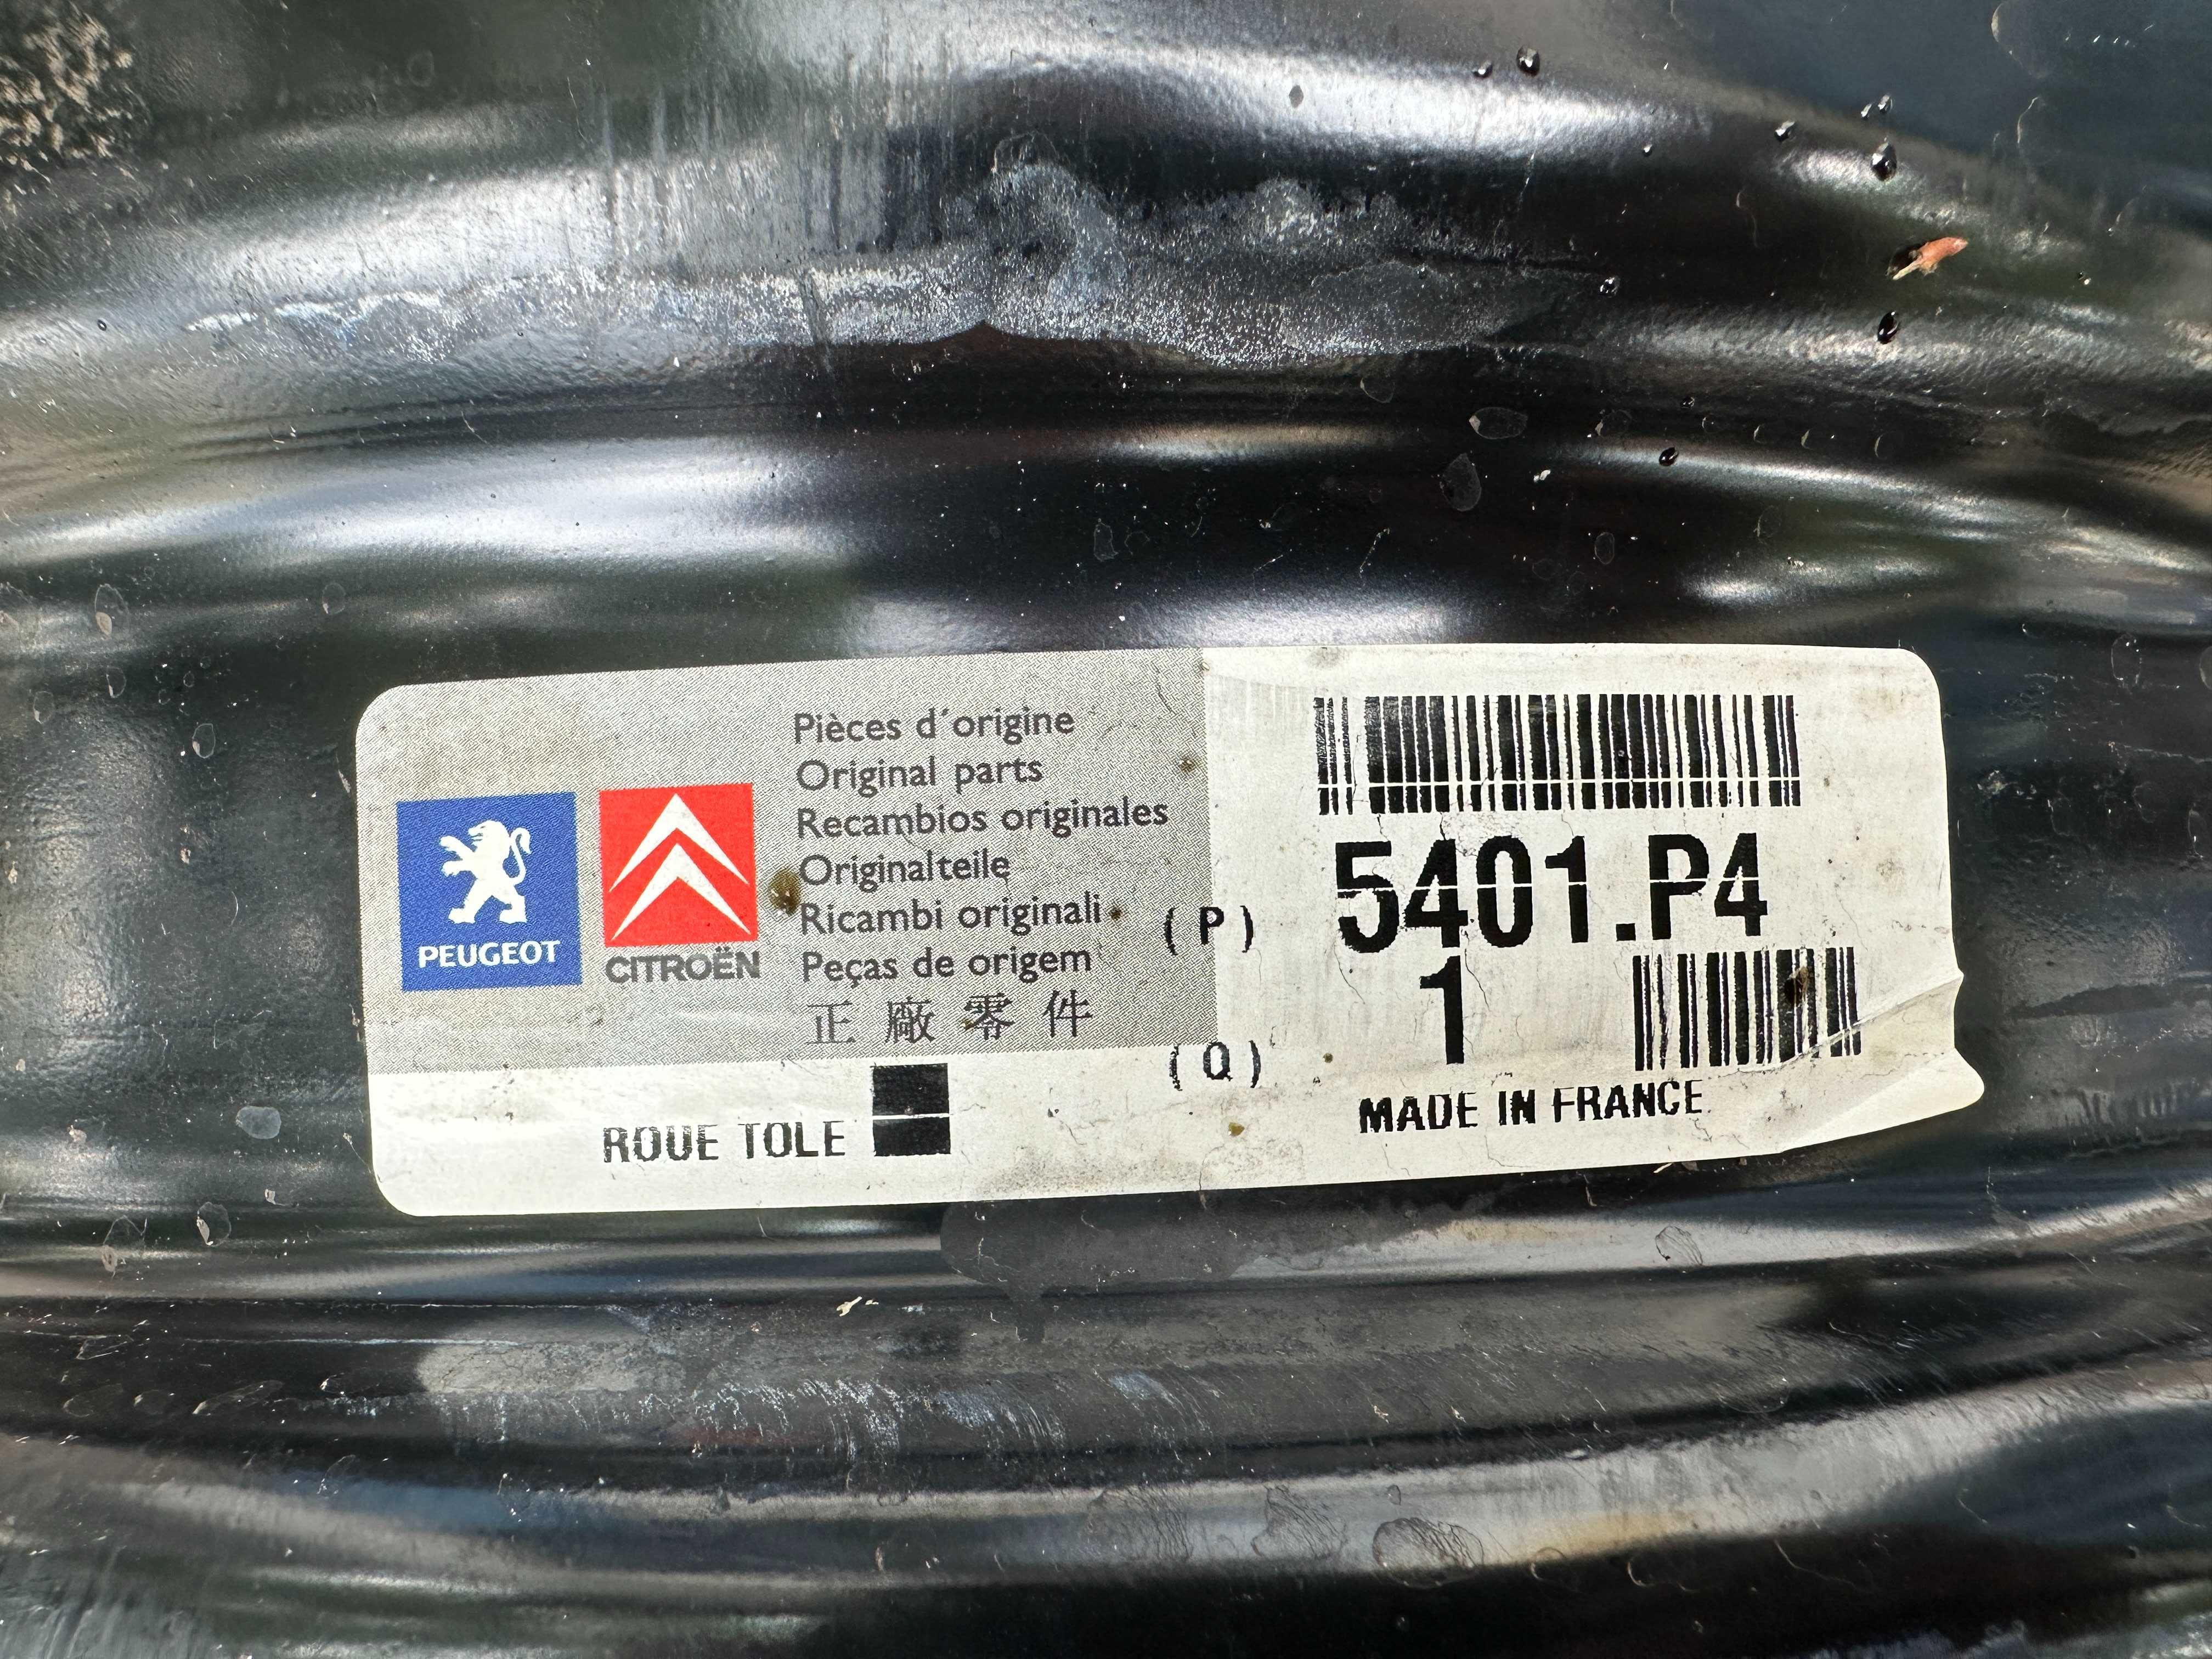 PEUGEOT
CITROËN
Pièces d´origine
Original parts
Recambios originales
Originalteile
Ricambi originali
Peças de origem
正廠零件
(P) 5401.P4
(Q) 1
ROUE TOLE
MADE IN FRANCE